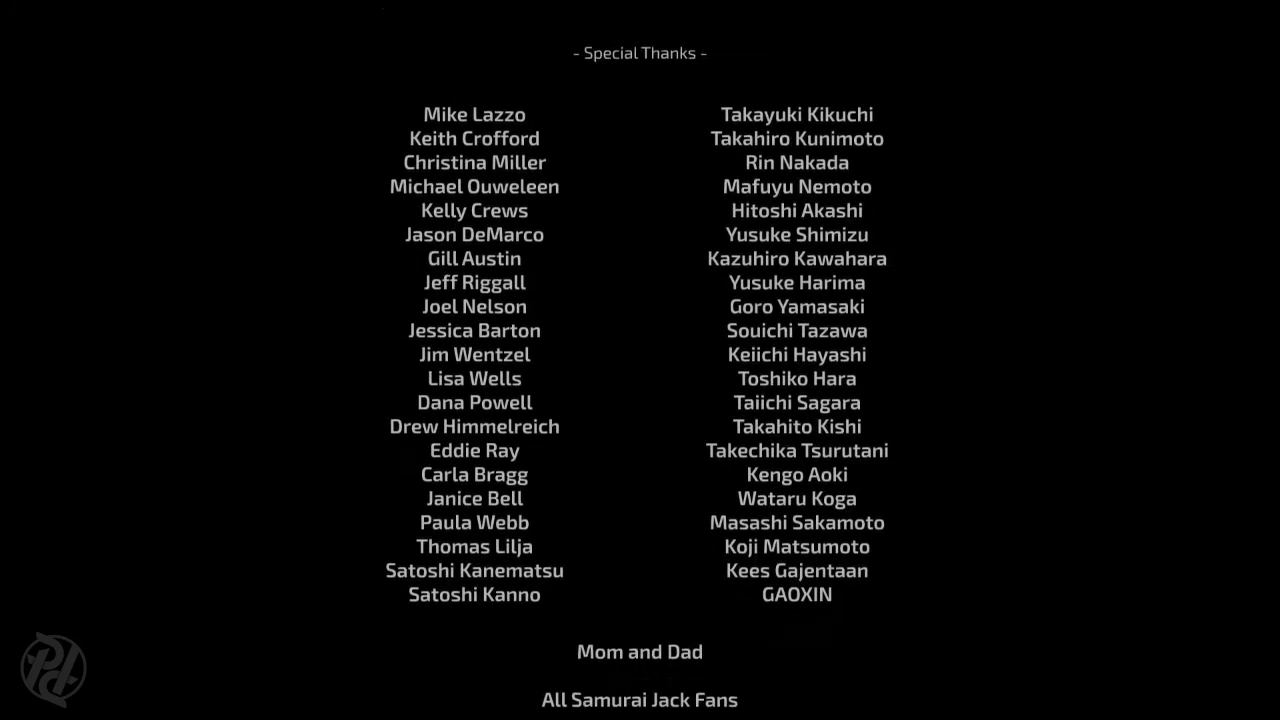 - Special Thanks -
Mike Lazzo
Keith Crofford
Christina Miller
Michael Ouweleen
Kelly Crews
Jason DeMarco
Gill Austin
Jeff Riggall
Joel Nelson
Jessica Barton
Jim Wentzel
Lisa Wells
Dana Powell
Drew Himmelreich
Eddie Ray
Carla Bragg
Janice Bell
Paula Webb
Thomas Lilja
Satoshi Kanematsu
Satoshi Kanno
Takayuki Kikuchi
Takahiro Kunimoto
Rin Nakada
Mafuyu Nemoto
Hitoshi Akashi
Yusuke Shimizu
Kazuhiro Kawahara
Yusuke Harima
Goro Yamasaki
Souichi Tazawa
Keiichi Hayashi
Toshiko Hara
Taiichi Sagara
Takahito Kishi
Takechika Tsurutani
Kengo Aoki
Wataru Koga
Masashi Sakamoto
Koji Matsumoto
Kees Gajentaan
GAOXIN
Mom and Dad
All Samurai Jack Fans